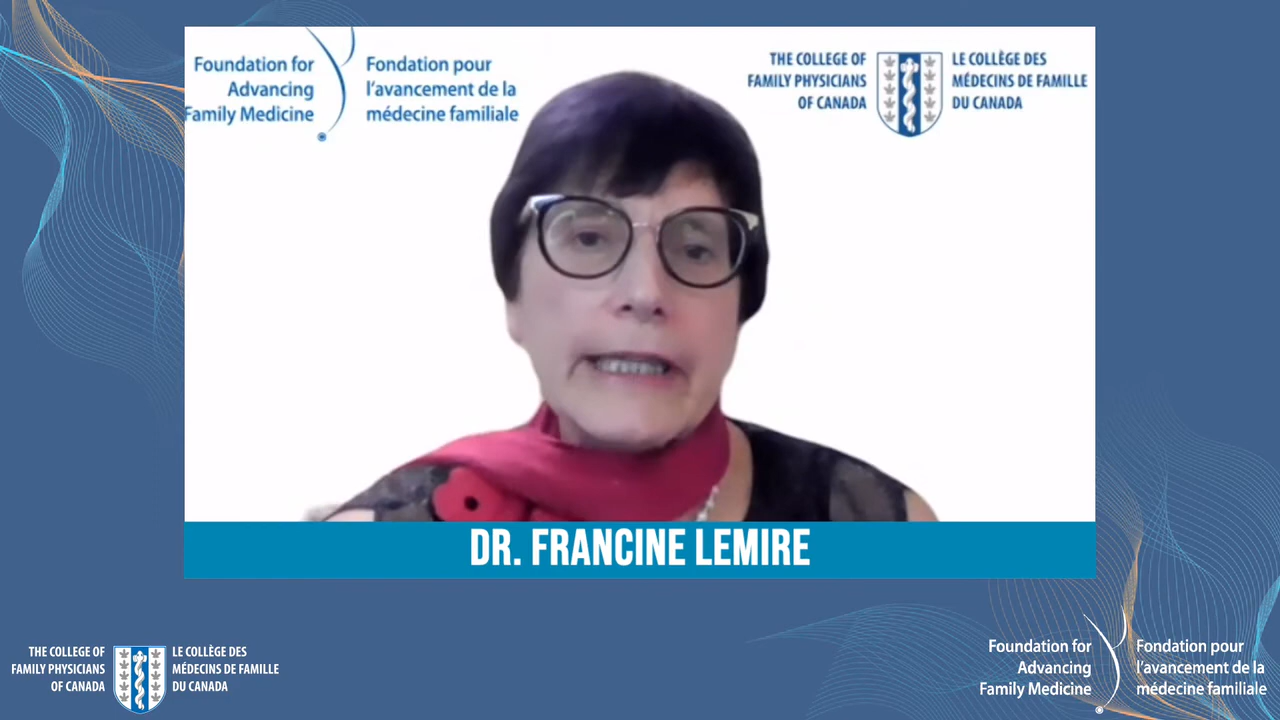 Foundation for
Advancing
Family Medicine
Fondation pour
l'avancement de la
médecine familiale
THE COLLEGE OF
FAMILY PHYSICIANS
OF CANADA
LE COLLÈGE DES
MÉDECINS DE FAMILLE
DU CANADA
DR. FRANCINE LEMIRE
THE COLLEGE OF
FAMILY PHYSICIANS
OF CANADA
LE COLLÈGE DES
MÉDECINS DE FAMILLE
DU CANADA
Foundation for
Advancing
Family Medicine
Fondation pour
l'avancement de la
médecine familiale